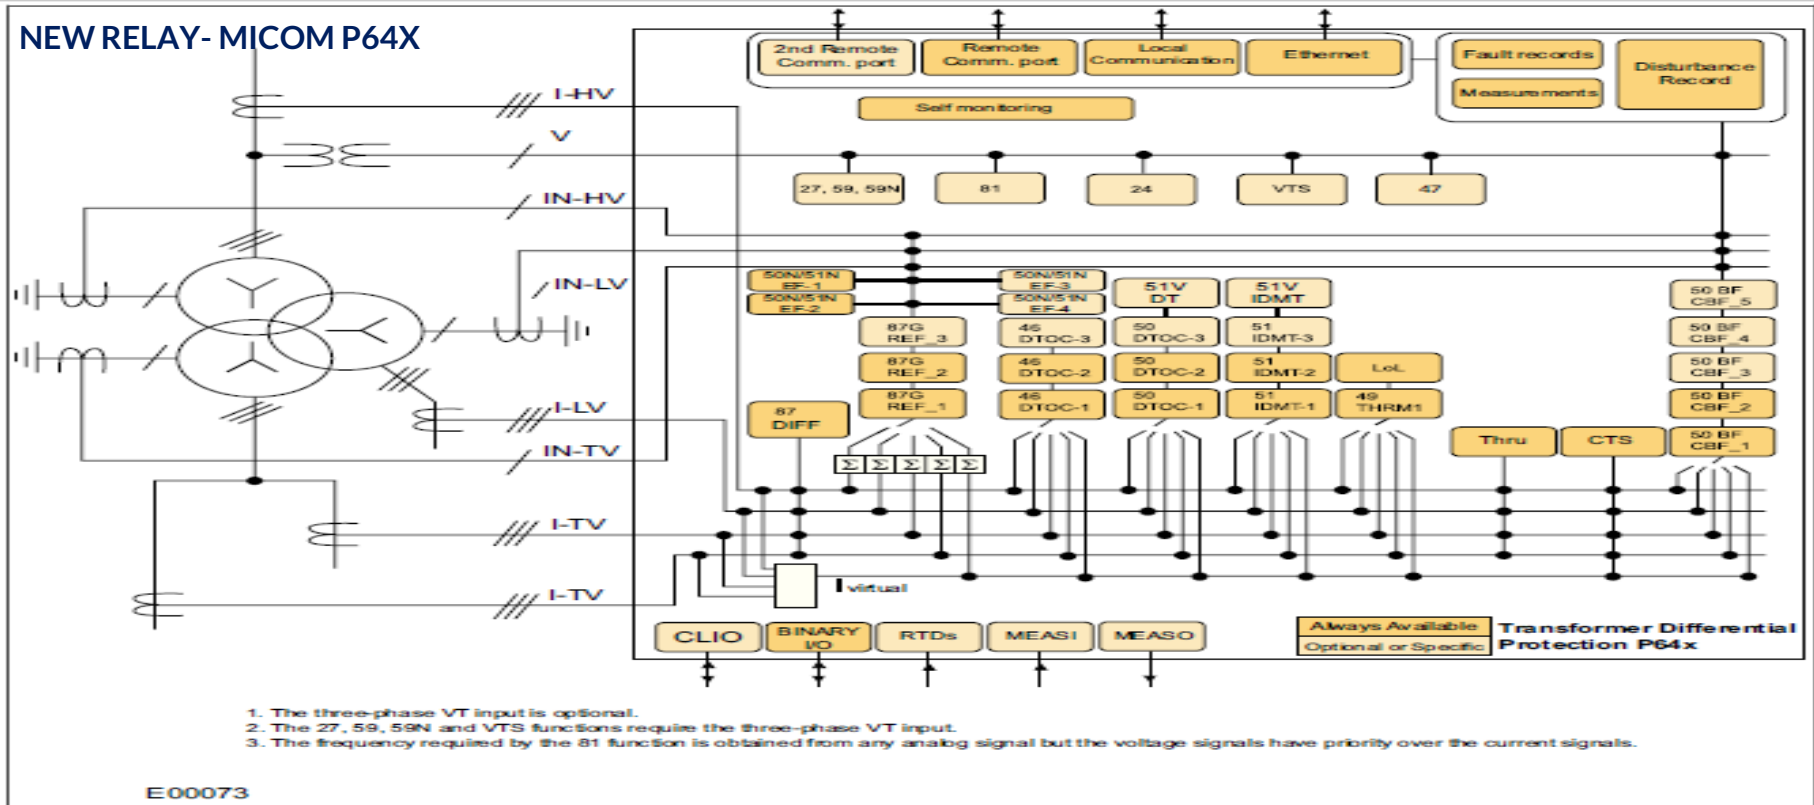 NEW RELAY- MICOM P64X
2nd Remote
Comm. port
Remote
Comm. port
Local
Communication
Ethernet
Fault records
Measurements
Disturbance
Record
Self monitoring
I-HV
V
IN-HV
IN-LV
I-LV
IN-TV
I-TV
I-TV
27, 59, 59N
81
24
VTS
47
50N/51N
EF-1
50N/51N
EF-2
50N/51N
EF-3
50N/51N
EF-4
51V
DT
51V
IDMT
87G
REF_3
87G
REF_2
87G
REF_1
46
DTOC-3
46
DTOC-2
46
DTOC-1
50
DTOC-3
50
DTOC-2
50
DTOC-1
51
IDMT-3
51
IDMT-2
51
IDMT-1
LoL
49
THRM1
50 BF
CBF_5
50 BF
CBF_4
50 BF
CBF_3
50 BF
CBF_2
50 BF
CBF_1
87
DIFF
Thru
CTS
Σ Σ Σ Σ Σ
I virtual
CLIO
BINARY
I/O
RTDs
MEASI
MEASO
Always Available
Optional or Specific
Transformer Differential
Protection P64x
1. The three-phase VT input is optional.
2. The 27, 59, 59N and VTS functions require the three-phase VT input.
3. The frequency required by the 81 function is obtained from any analog signal but the voltage signals have priority over the current signals.
E00073